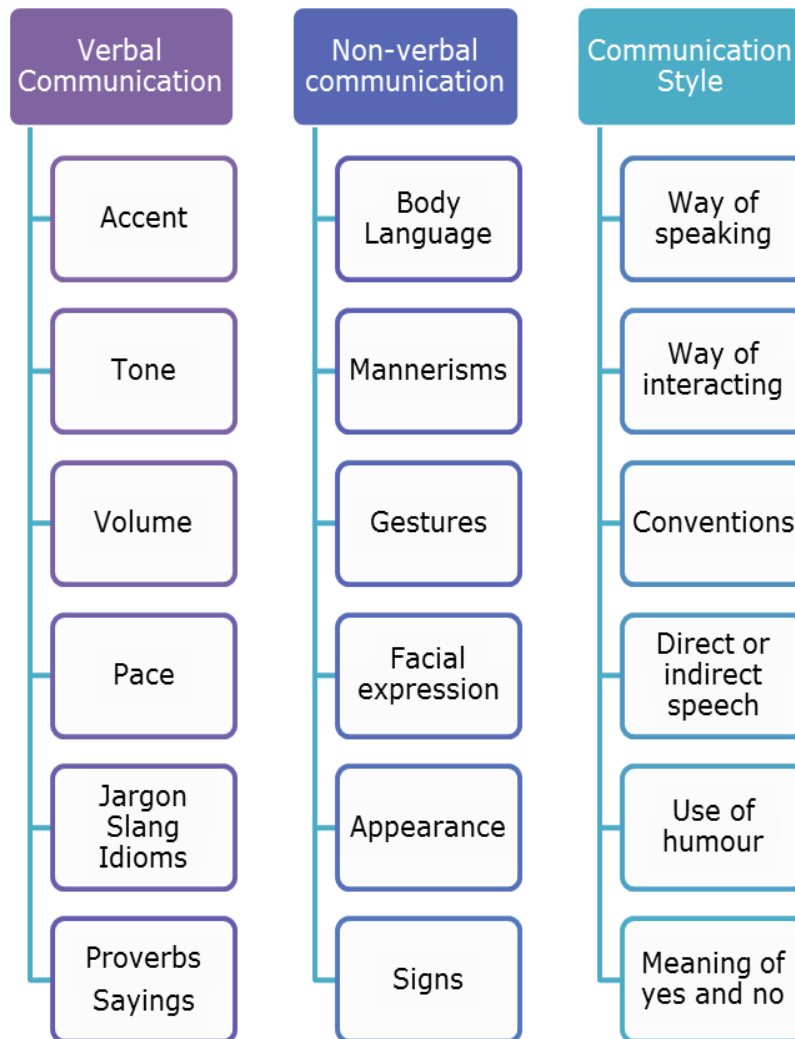 Verbal
Communication
Accent
Tone
Volume
Pace
Jargon
Slang
Idioms
Proverbs
Sayings
Non-verbal
communication
Body
Language
Mannerisms
Gestures
Facial
expression
Appearance
Signs
Communication
Style
Way of
speaking
Way of
interacting
Conventions
Direct or
indirect
speech
Use of
humour
Meaning of
yes and no